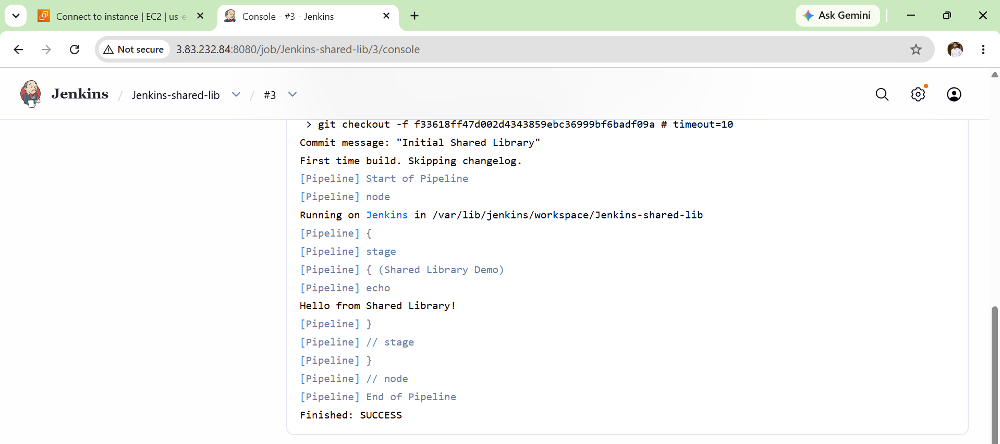 Connect to instance | EC2 | us-e
Console - #3 - Jenkins
Ask Gemini
Not secure
3.83.232.84:8080/job/Jenkins-shared-lib/3/console
Jenkins / Jenkins-shared-lib / #3
> git checkout -f f33618ff47d002d4343859ebc36999bf6badf09a # timeout=10
Commit message: "Initial Shared Library"
First time build. Skipping changelog.
[Pipeline] Start of Pipeline
[Pipeline] node
Running on Jenkins in /var/lib/jenkins/workspace/Jenkins-shared-lib
[Pipeline] {
[Pipeline] stage
[Pipeline] { (Shared Library Demo)
[Pipeline] echo
Hello from Shared Library!
[Pipeline] }
[Pipeline] // stage
[Pipeline] }
[Pipeline] // node
[Pipeline] End of Pipeline
Finished: SUCCESS